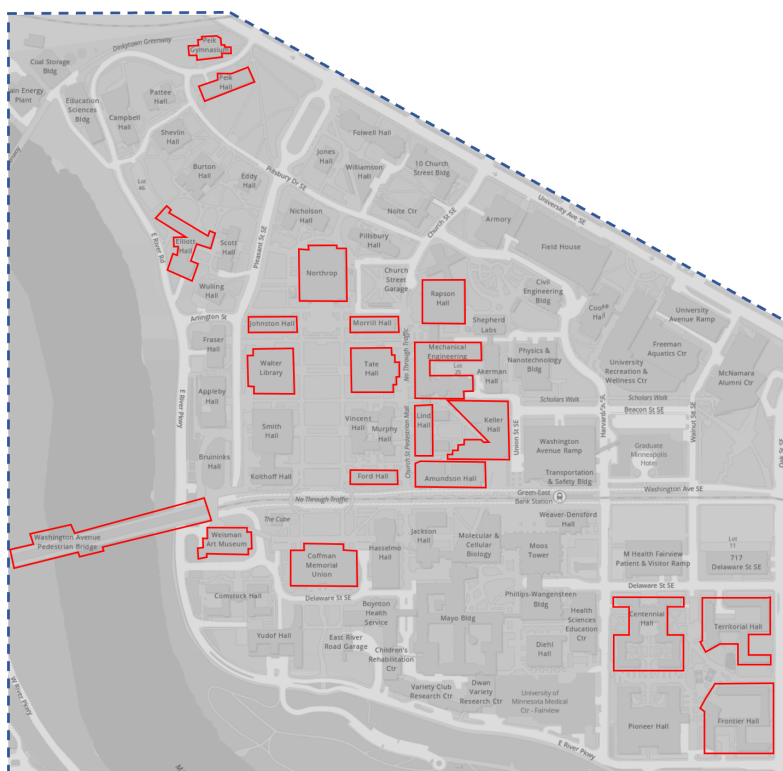 Dinkytown Greenway
Peik
Gymnasium
Coal Storage
Bldg
Peik
Hall
ain Energy
Plant
Pattee
Hall
Education
Sciences
Bldg
Campbell
Hall
Shevlin
Hall
Folwell Hall
Jones
Hall
Williamson
Hall
10 Church
Street Bldg
Burton
Hall
Eddy
Hall
Pillsbury Dr SE
Lot
46
University Ave SE
Nicholson
Hall
Nolte Ctr
Church St SE
Armory
Pillsbury
Hall
Elliott
Hall
Scott
Hall
Pleasant St SE
E River Rd
Field House
Northrop
Church
Street
Garage
Rapson
Hall
Civil
Engineering
Bldg
Wulling
Hall
Cooke
Hall
University
Avenue Ramp
Arlington St
Johnston Hall
Morrill Hall
Shepherd
Labs
Fraser
Hall
No Through Traffic
Mechanical
Engineering
Lot
25
Physics &
Nanotechnology
Bldg
Freeman
Aquatics Ctr
Walter
Library
Tate
Hall
Akerman
Hall
University
Recreation &
Wellness Ctr
McNamara
Alumni Ctr
E River Pkwy
Appleby
Hall
Scholars Walk
Scholars Walk
Beacon St SE
Smith
Hall
Vincent
Hall
Murphy
Hall
Church St Pedestrian Mall
Lind
Hall
Keller
Hall
Union St SE
Washington
Avenue Ramp
Harvard St SE
Walnut St SE
Graduate
Minneapolis
Hotel
Oak St SE
Bruininks
Hall
Kolthoff Hall
Ford Hall
Amundson Hall
Transportation
& Safety Bldg
No Through Traffic
Green-East
Bank Station
Washington Ave SE
The Cube
Weaver-Densford
Hall
Washington Avenue
Pedestrian Bridge
Weisman
Art Museum
Jackson
Hall
Molecular &
Cellular
Biology
Moos
Tower
Lot
11
Coffman
Memorial
Union
Hasselmo
Hall
M Health Fairview
Patient & Visitor Ramp
717
Delaware St SE
Delaware St SE
Comstock Hall
Delaware St SE
Boynton
Health
Service
Phillips-Wangensteen
Bldg
Mayo Bldg
Health
Sciences
Education
Ctr
Centennial
Hall
Territorial Hall
Yudof Hall
East River
Road Garage
Children's
Rehabilitation
Ctr
Diehl
Hall
Variety Club
Research Ctr
Dwan
Variety
Research Ctr
University of
Minnesota Medical
Ctr - Fairview
W River Pkwy
Pioneer Hall
Frontier Hall
E River Pkwy
M